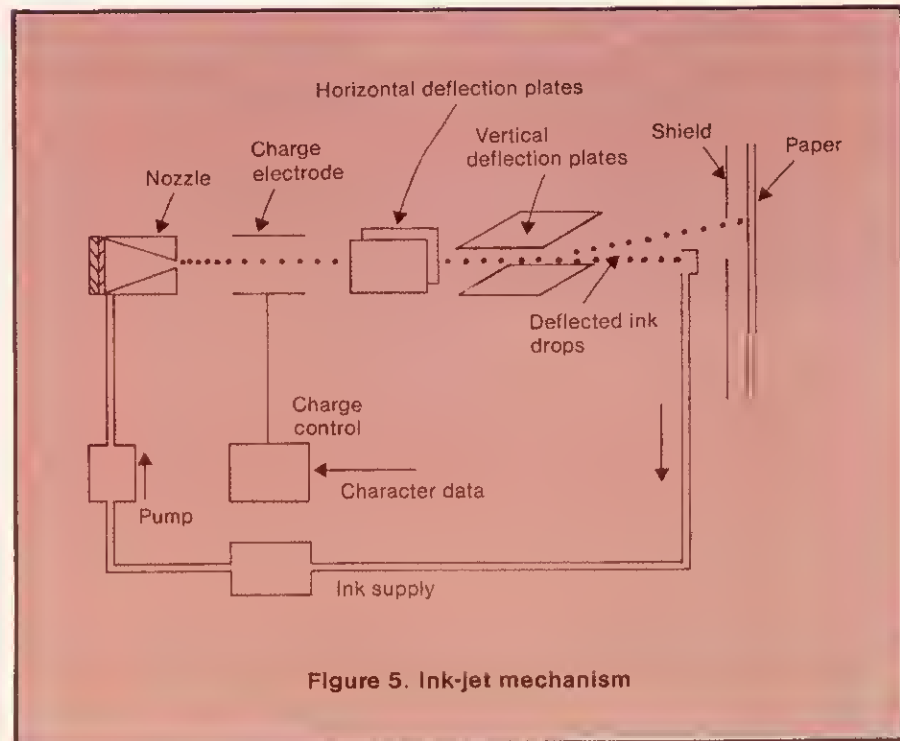 Horizontal deflection plates
Vertical
deflection plates
Shield
Paper
Charge
electrode
Nozzle
Deflected ink
drops
Charge
control
Character data
Pump
Ink supply
Figure 5. Ink-jet mechanism